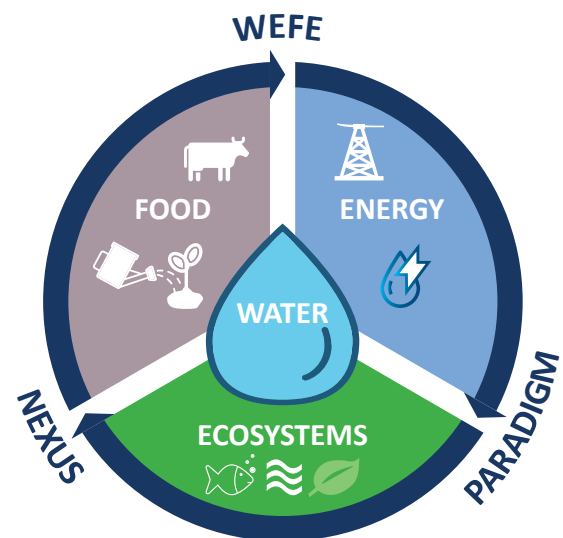 WEFE
FOOD
ENERGY
WATER
ECOSYSTEMS
NEXUS
PARADIGM